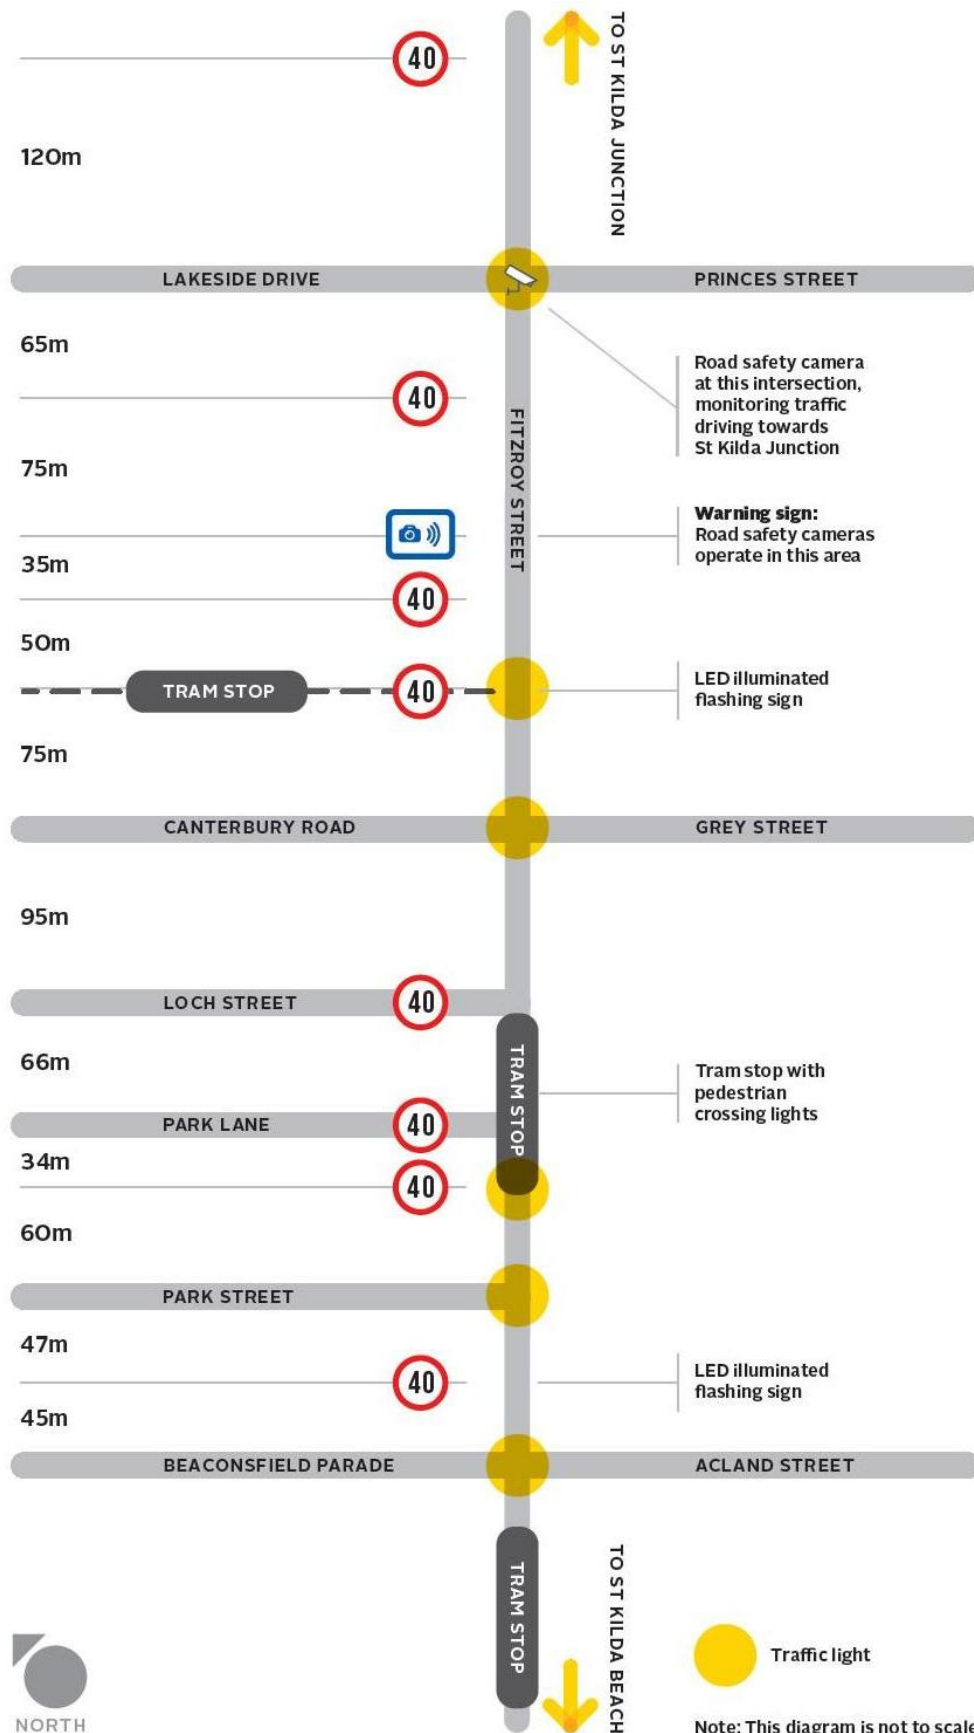 40
TO ST KILDA JUNCTION
120m
LAKESIDE DRIVE
PRINCES STREET
65m
Road safety camera
at this intersection,
monitoring traffic
driving towards
St Kilda Junction
40
FITZROY STREET
75m
Warning sign:
Road safety cameras
operate in this area
35m
40
50m
TRAM STOP
40
LED illuminated
flashing sign
75m
CANTERBURY ROAD
GREY STREET
95m
LOCH STREET
40
TRAM STOP
66m
Tram stop with
pedestrian
crossing lights
PARK LANE
40
34m
40
60m
PARK STREET
47m
40
LED illuminated
flashing sign
45m
BEACONSFIELD PARADE
ACLAND STREET
TRAM STOP
TO ST KILDA BEACH
Traffic light
NORTH
Note: This diagram is not to scale